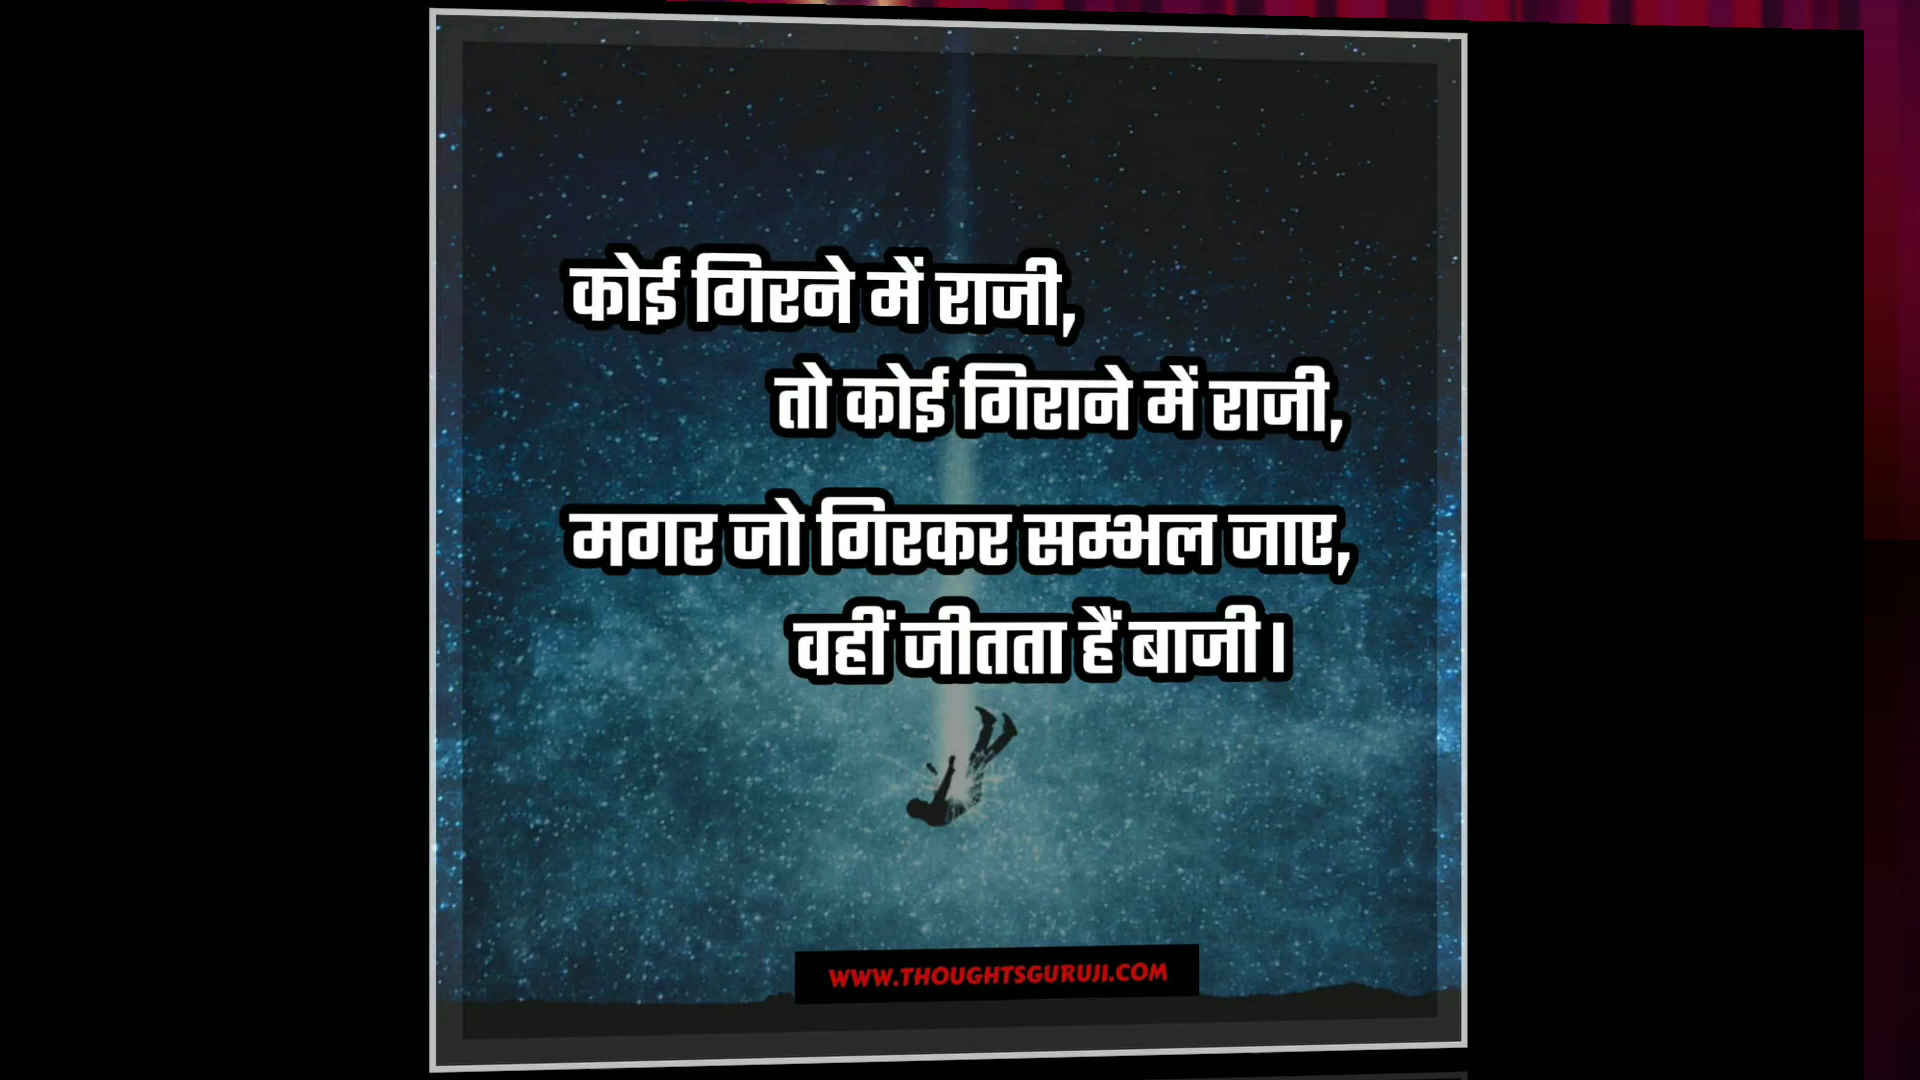 कोई गिरने में राजी,
तो कोई गिराने में राजी,
मगर जो गिरकर सम्भल जाए,
वहीं जीतता हैं बाजी।
WWW.THOUGHTSGURUJI.COM